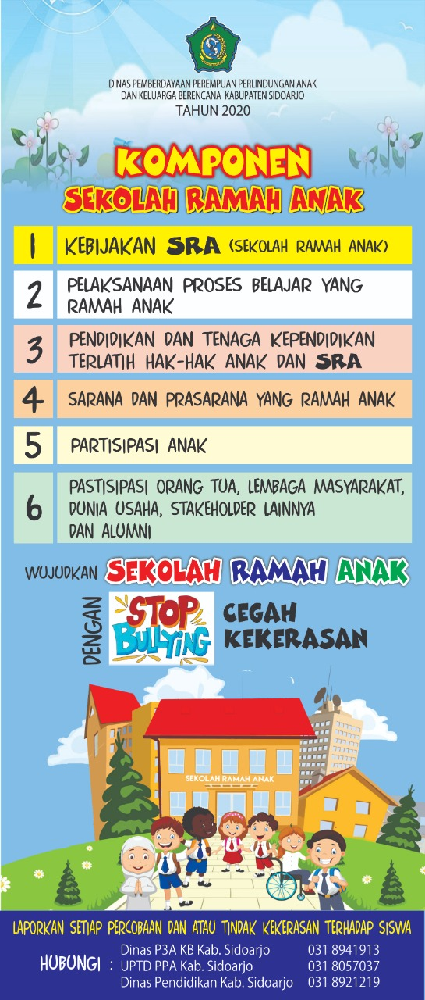 DINAS PEMBERDAYAAN PEREMPUAN PERLINDUNGAN ANAK
DAN KELUARGA BERENCANA KABUPATEN SIDOARJO
TAHUN 2020
KOMPONEN
SEKOLAH RAMAH ANAK
1 KEBIJAKAN SRA (SEKOLAH RAMAH ANAK)
2 PELAKSANAAN PROSES BELAJAR YANG
RAMAH ANAK
3 PENDIDIKAN DAN TENAGA KEPENDIDIKAN
TERLATIH HAK-HAK ANAK DAN SRA
4 SARANA DAN PRASARANA YANG RAMAH ANAK
5 PARTISIPASI ANAK
6 PASTISIPASI ORANG TUA, LEMBAGA MASYARAKAT,
DUNIA USAHA, STAKEHOLDER LAINNYA
DAN ALUMNI
WUJUDKAN SEKOLAH RAMAH ANAK
DENGAN
STOP
BULLYING
CEGAH
KEKERASAN
SEKOLAH RAMAH ANAK
LAPORKAN SETIAP PERCOBAAN DAN ATAU TINDAK KEKERASAN TERHADAP SISWA
HUBUNGI :
Dinas P3A KB Kab. Sidoarjo 031 8941913
UPTD PPA Kab. Sidoarjo 031 8057037
Dinas Pendidikan Kab. Sidoarjo 031 8921219